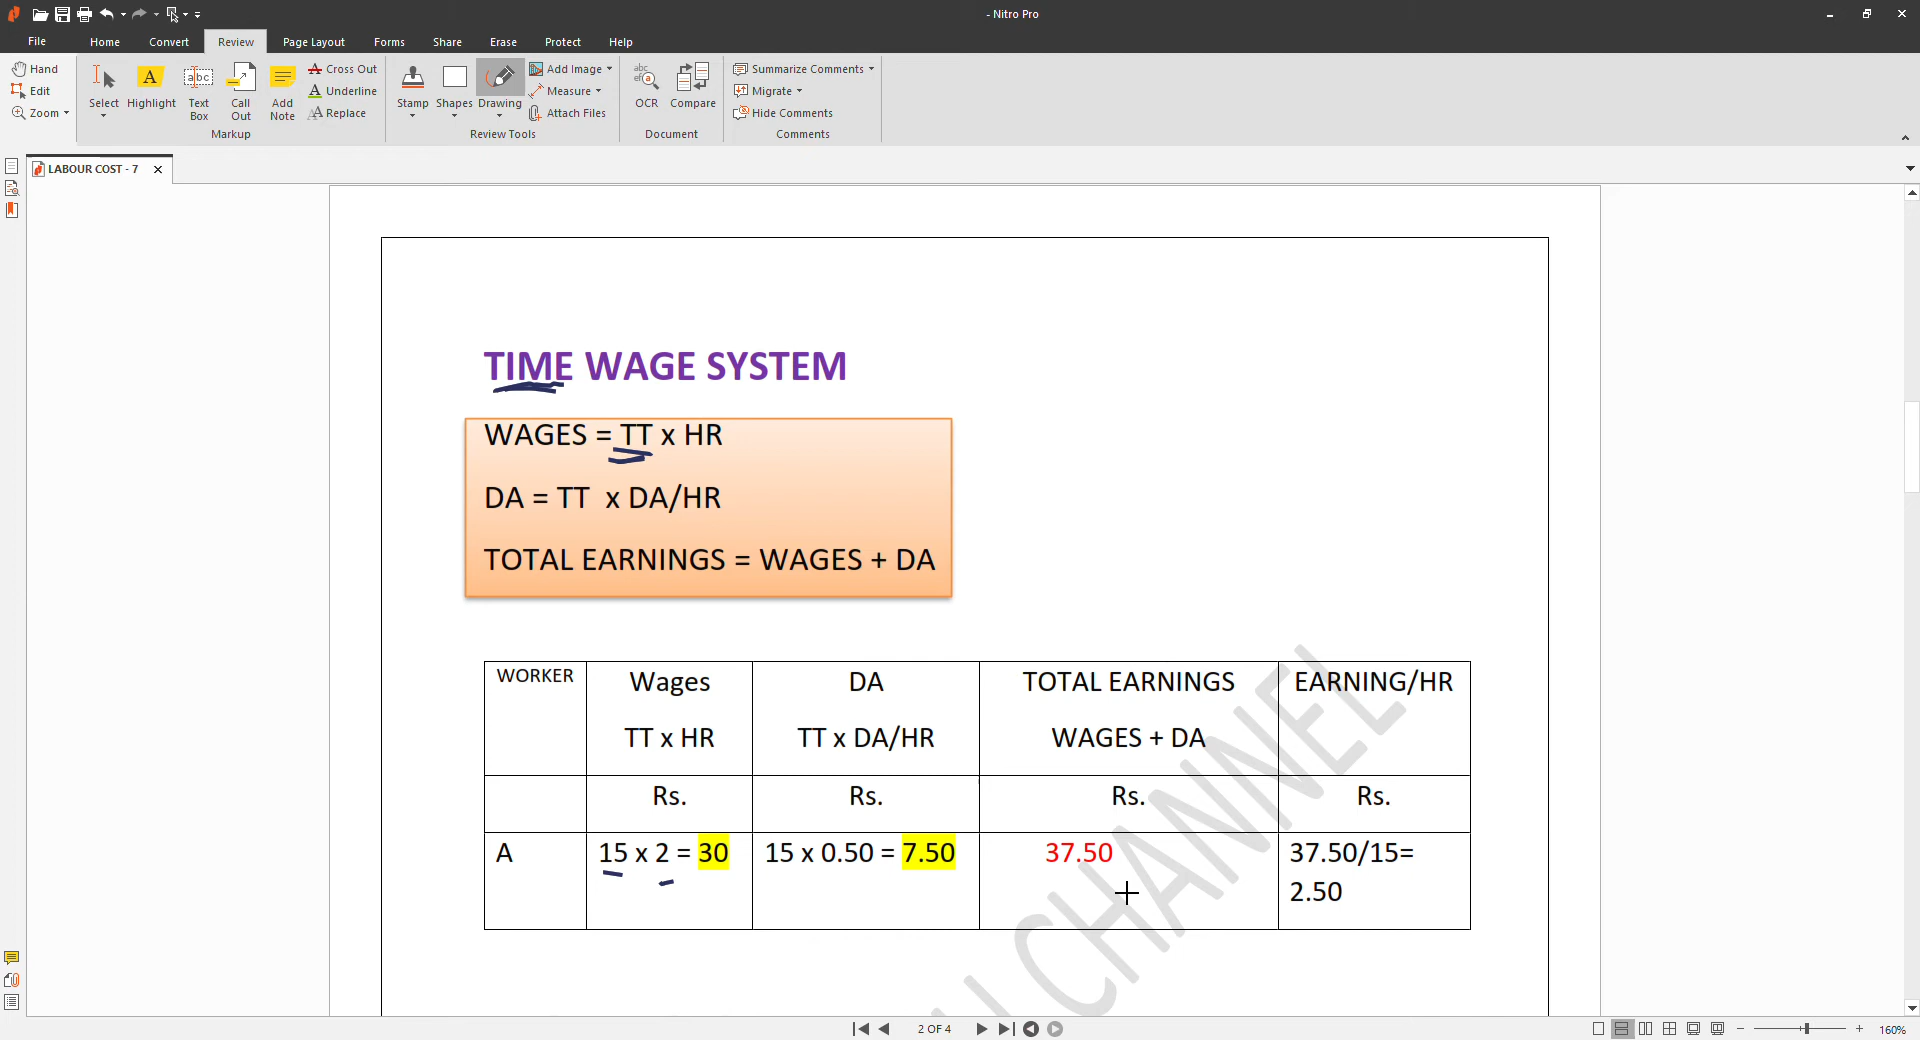 - Nitro Pro
File Home Convert Review Page Layout Forms Share Erase Protect Help
Hand
Edit
Zoom
Select
Highlight
Text Box
Call Out
Add Note
Cross Out
Underline
Replace
Markup
Stamp
Shapes
Drawing
Add Image
Measure
Attach Files
Review Tools
OCR
Compare
Document
Summarize Comments
Migrate
Hide Comments
Comments
LABOUR COST - 7
TIME WAGE SYSTEM
WAGES = TT x HR
DA = TT x DA/HR
TOTAL EARNINGS = WAGES + DA
WORKER Wages DA TOTAL EARNINGS EARNING/HR
TT x HR TT x DA/HR WAGES + DA
Rs. Rs. Rs. Rs.
A 15 x 2 = 30 15 x 0.50 = 7.50 37.50 37.50/15=
2.50
CHANNEL
2 OF 4
160%